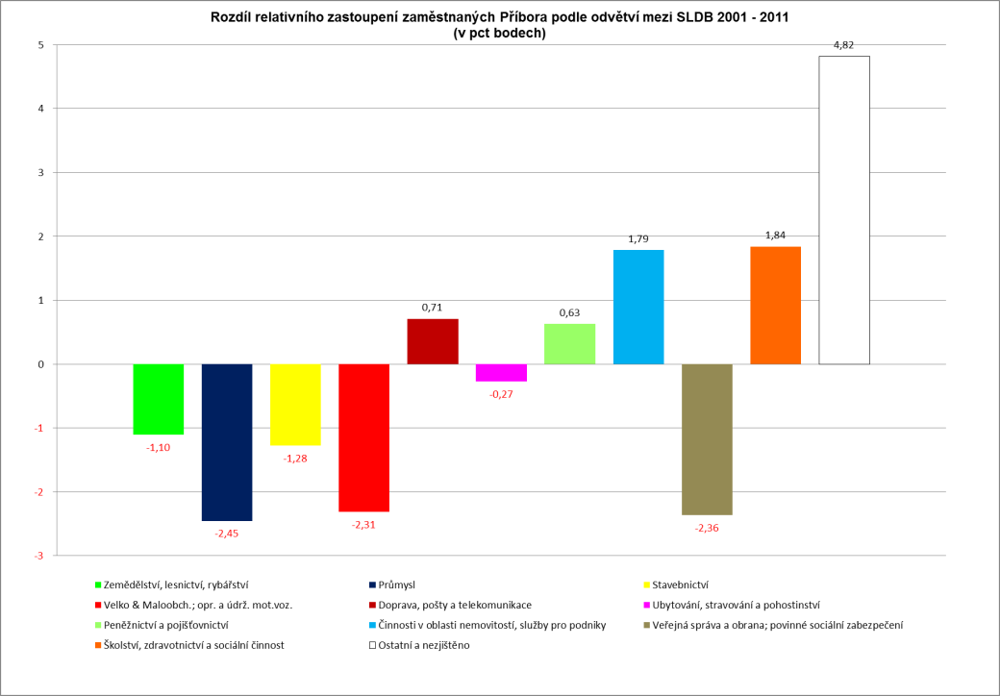 Rozdíl relativního zastoupení zaměstnaných Příbora podle odvětví mezi SLDB 2001 - 2011
(v pct bodech)
5
4,82
4
3
2
1,79
1,84
1
0,71
0,63
0
-0,27
-1
-1,10
-1,28
-2
-2,31
-2,36
-2,45
-3
Zemědělství, lesnictví, rybářství
Průmysl
Stavebnictví
Velko & Maloobch.; opr. a údrž. mot.voz.
Doprava, pošty a telekomunikace
Ubytování, stravování a pohostinství
Peněžnictví a pojišťovnictví
Činnosti v oblasti nemovitostí, služby pro podniky
Veřejná správa a obrana; povinné sociální zabezpečení
Školství, zdravotnictví a sociální činnost
Ostatní a nezjištěno